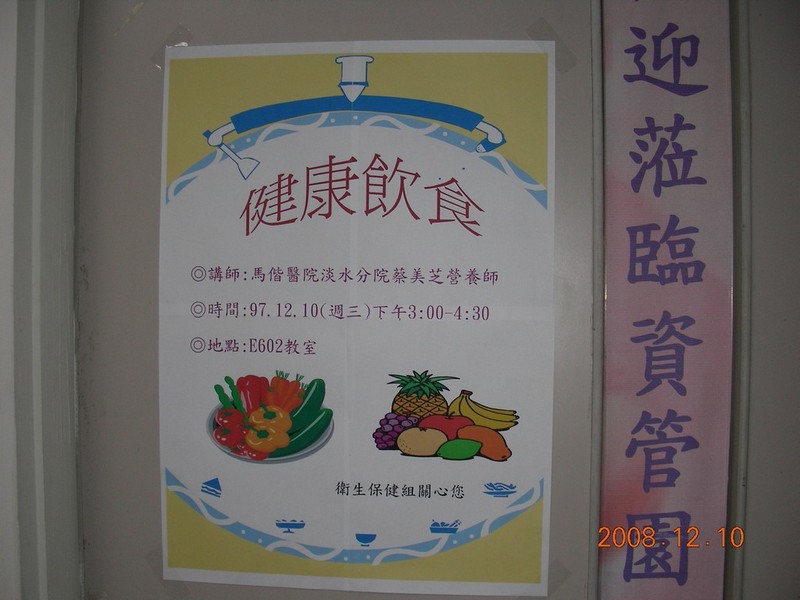 健康飲食
◎講師:馬偕醫院淡水分院蔡美芝營養師
◎時間:97.12.10(週三)下午3:00-4:30
◎地點:E602教室
衛生保健組關心您
迎蒞臨資管園
2008.12.10